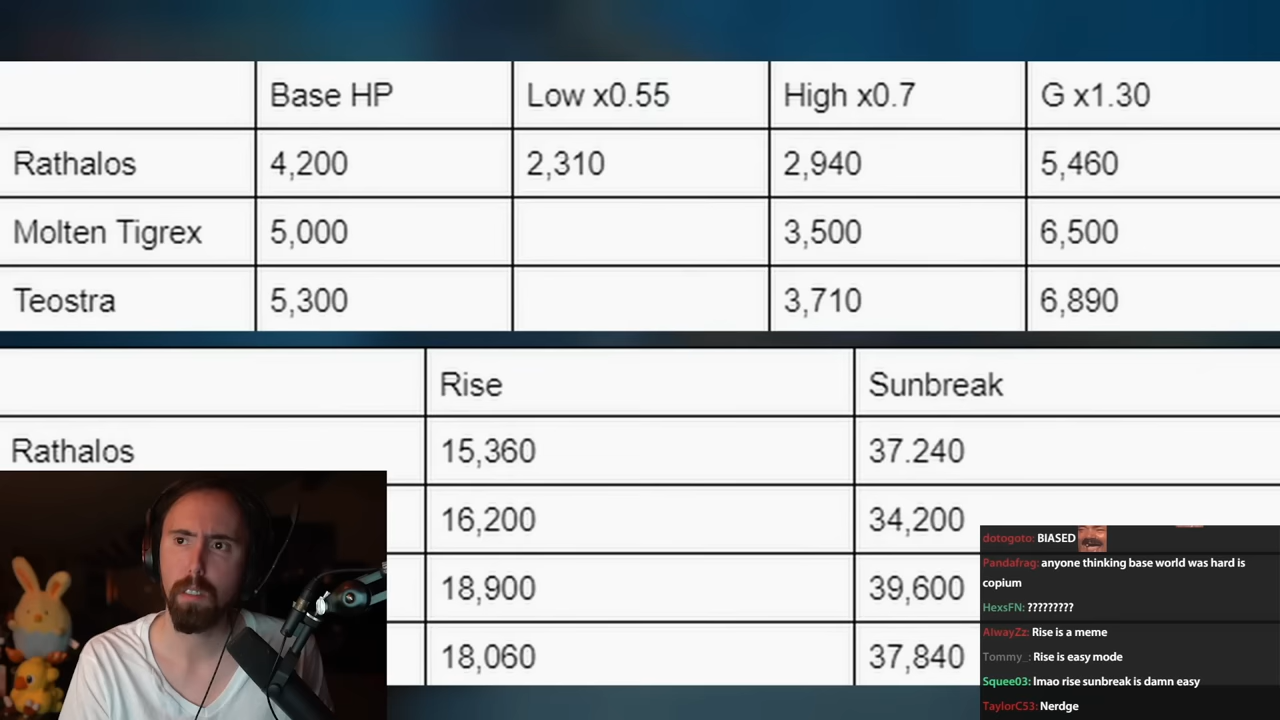 Base HP Low x0.55 High x0.7 G x1.30
Rathalos 4,200 2,310 2,940 5,460
Molten Tigrex 5,000 3,500 6,500
Teostra 5,300 3,710 6,890
Rise Sunbreak
Rathalos 15,360 37.240
16,200 34,200
18,900 39,600
18,060 37,840
dotogoto: BIASED
Pandafrag: anyone thinking base world was hard is
copium
HexsFN: ?????????
AlwayZz: Rise is a meme
Tommy_: Rise is easy mode
Squee03: lmao rise sunbreak is damn easy
TaylorC53: Nerdge